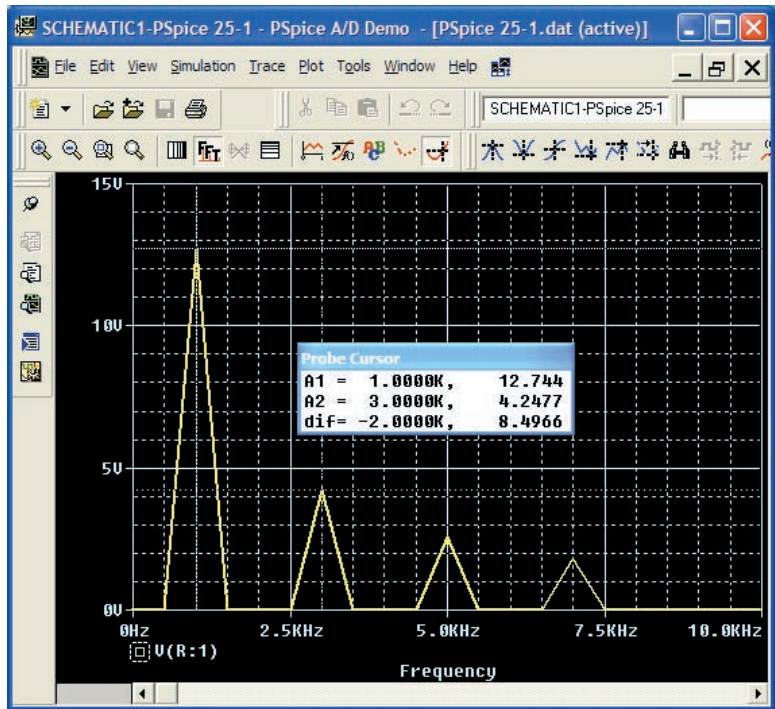 SCHEMATIC1-PSpice 25-1 - PSpice A/D Demo - [PSpice 25-1.dat (active)]
File Edit View Simulation Trace Plot Tools Window Help
SCHEMATIC1-PSpice 25-1
FFT
15V
10V
5V
0V
Probe Cursor
A1 = 1.0000K, 12.744
A2 = 3.0000K, 4.2477
dif= -2.0000K, 8.4966
0Hz 2.5KHz 5.0KHz 7.5KHz 10.0KHz
V(R:1)
Frequency